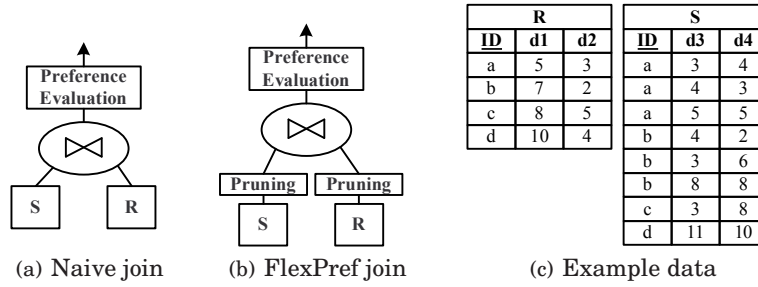 Preference
Evaluation
S
R
(a) Naive join
Preference
Evaluation
Pruning
Pruning
S
R
(b) FlexPref join
R
ID d1 d2
a 5 3
b 7 2
c 8 5
d 10 4
S
ID d3 d4
a 3 4
a 4 3
a 5 5
b 4 2
b 3 6
b 8 8
c 3 8
d 11 10
(c) Example data